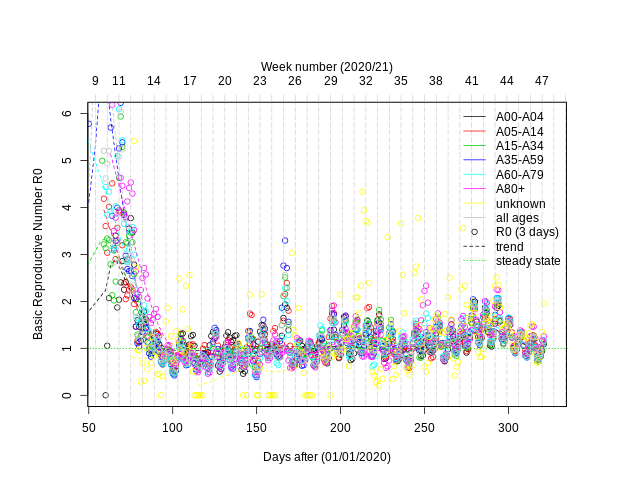 Week number (2020/21)
9 11 14 17 20 23 26 29 32 35 38 41 44 47
Basic Reproductive Number R0
6
5
4
3
2
1
0
A00-A04
A05-A14
A15-A34
A35-A59
A60-A79
A80+
unknown
all ages
R0 (3 days)
trend
steady state
50 100 150 200 250 300
Days after (01/01/2020)